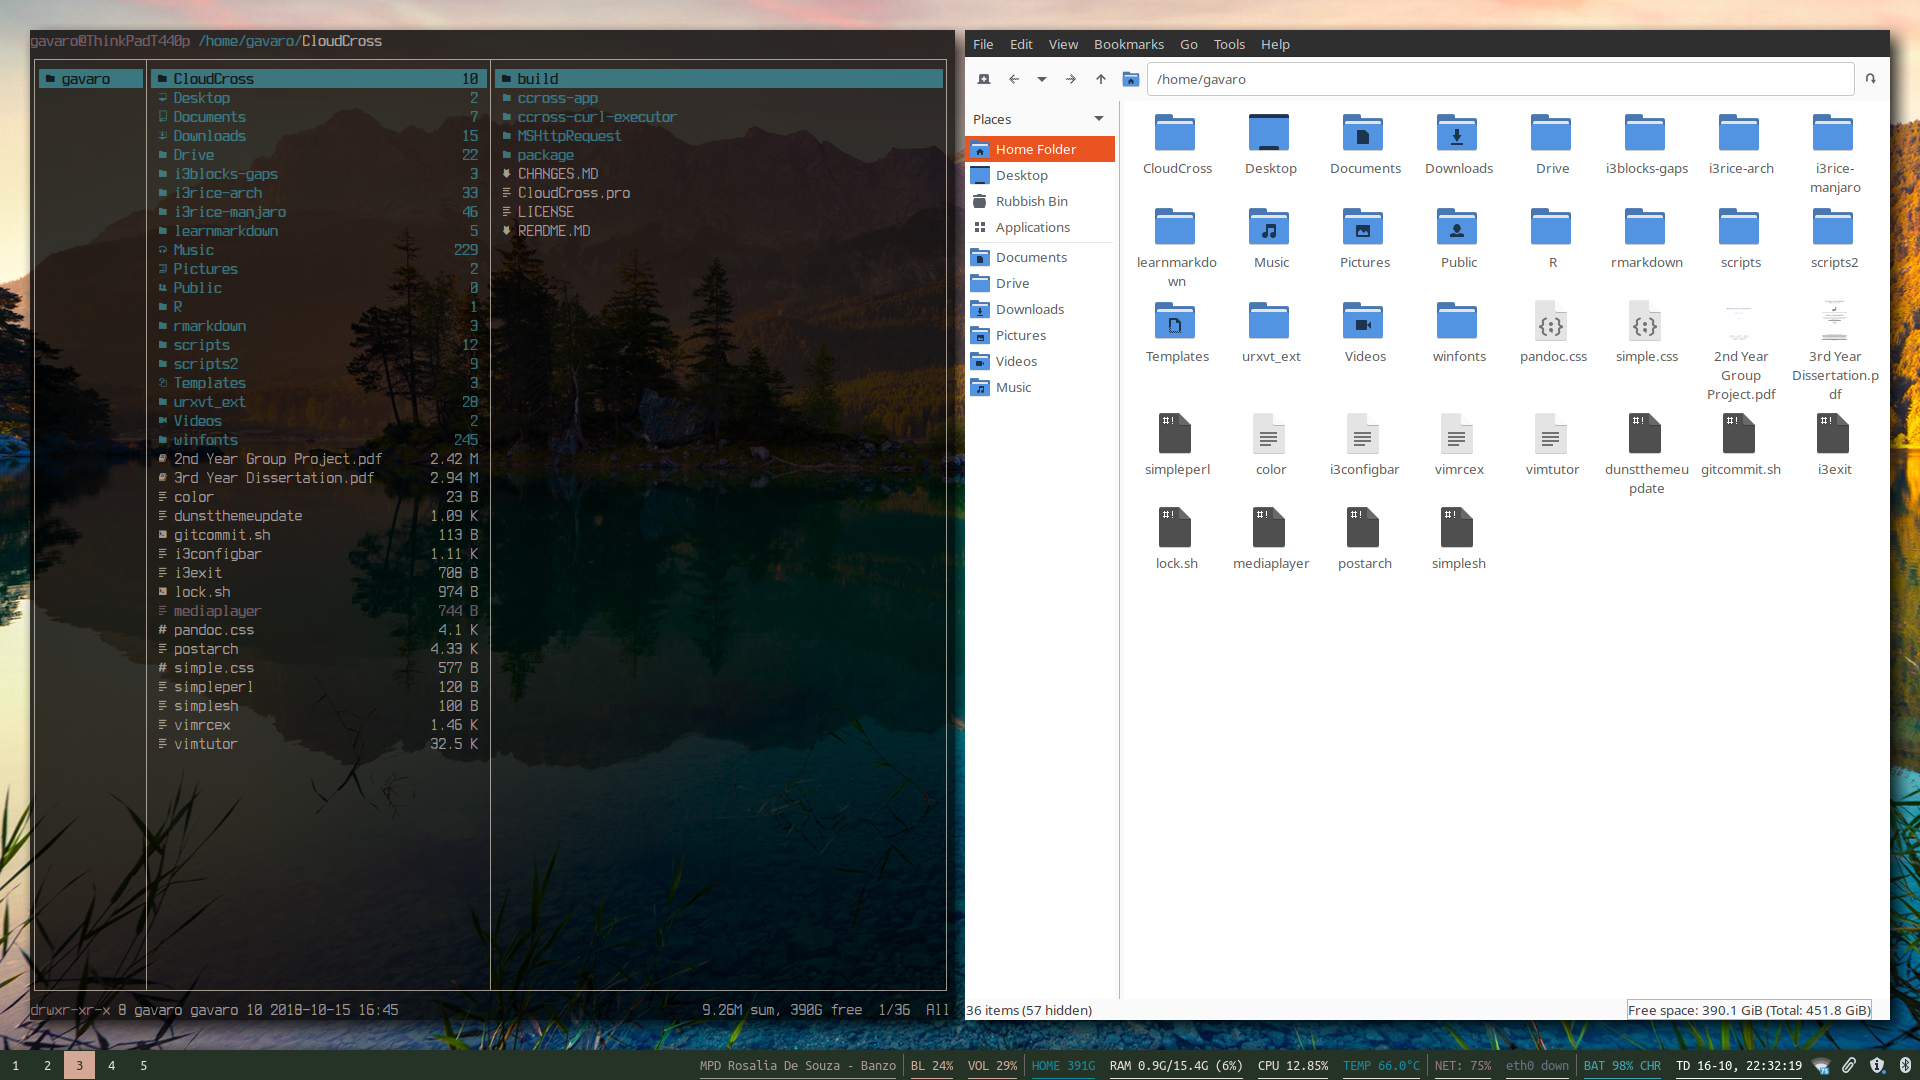 gavaro@ThinkPadT440p /home/gavaro/CloudCross
gavaro
CloudCross 10
Desktop 2
Documents 7
Downloads 15
Drive 22
i3blocks-gaps 3
i3rice-arch 33
i3rice-manjaro 46
learnmarkdown 5
Music 229
Pictures 2
Public 0
R 1
rmarkdown 3
scripts 12
scripts2 9
Templates 3
urxvt_ext 20
Videos 2
winfonts 245
2nd Year Group Project.pdf 2.42 M
3rd Year Dissertation.pdf 2.94 M
color 23 B
dunstthemeupdate 1.09 K
gitcommit.sh 113 B
i3configbar 1.11 K
i3exit 708 B
lock.sh 974 B
mediaplayer 744 B
pandoc.css 4.1 K
postarch 4.33 K
simple.css 577 B
simpleperl 120 B
simplesh 100 B
vimrcex 1.46 K
vimtutor 32.5 K
build
ccross-app
ccross-curl-executor
MSHttpRequest
package
CHANGES.MD
CloudCross.pro
LICENSE
README.MD
drwxr-xr-x 8 gavaro gavaro 10 2018-10-15 16:45 9.26M sum, 390G free 1/36 All
File Edit View Bookmarks Go Tools Help
/home/gavaro
Places
Home Folder
Desktop
Rubbish Bin
Applications
Documents
Drive
Downloads
Pictures
Videos
Music
CloudCross Desktop Documents Downloads Drive i3blocks-gaps i3rice-arch i3rice-
manjaro
learnmarkdo Music Pictures Public R rmarkdown scripts scripts2
wn
Templates urxvt_ext Videos winfonts pandoc.css simple.css 2nd Year 3rd Year
Group Dissertation.p
Project.pdf df
simpleperl color i3configbar vimrcex vimtutor dunstthemeu gitcommit.sh i3exit
pdate
lock.sh mediaplayer postarch simplesh
36 items (57 hidden) Free space: 390.1 GiB (Total: 451.8 GiB)
1 2 3 4 5 MPD Rosalia De Souza - Banzo BL 24% VOL 29% HOME 391G RAM 0.9G/15.4G (6%) CPU 12.85% TEMP 66.0°C NET: 75% eth0 down BAT 98% CHR TD 16-10, 22:32:19